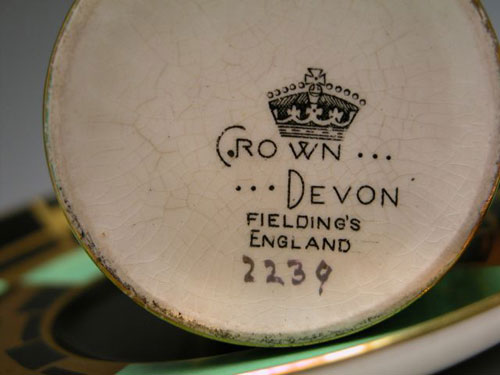 CROWN ...
... DEVON
FIELDING'S
ENGLAND
2239